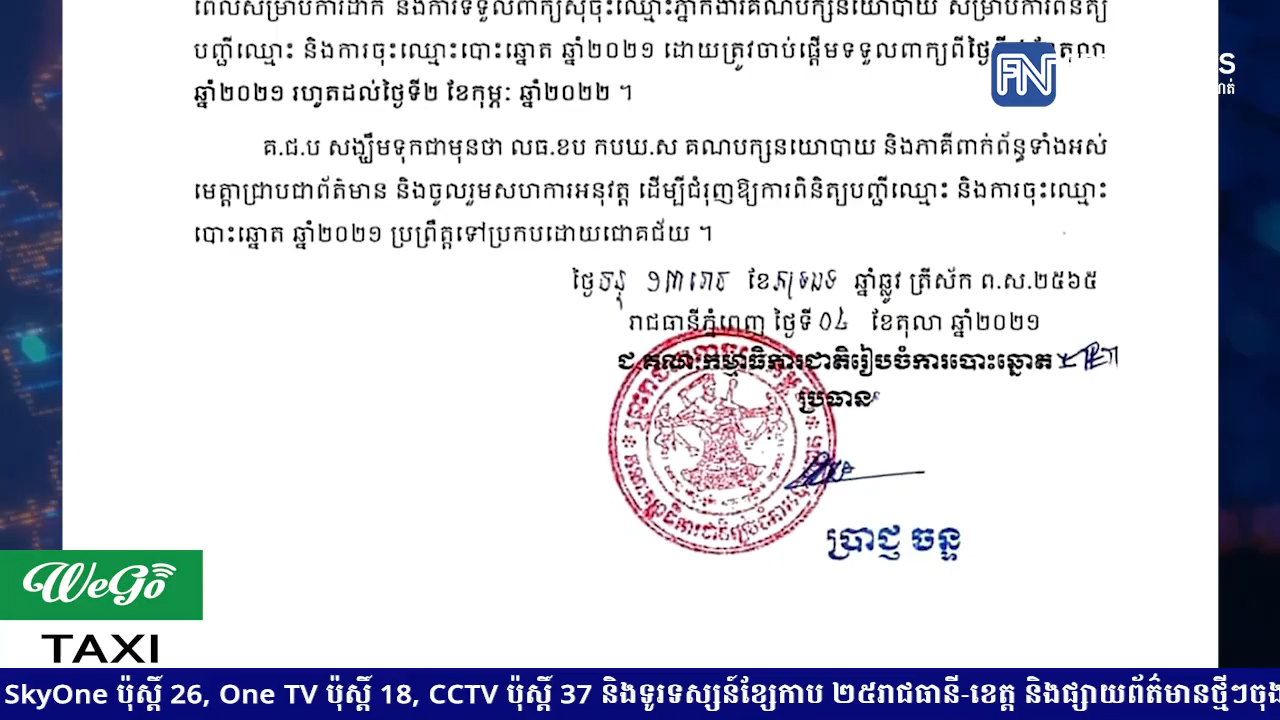 ពេលសម្រាប់ការដាក់ និងការទទួលពាក្យសុំចុះឈ្មោះភ្នាក់ងារគណបក្សនយោបាយ សម្រាប់ការពិនិត្យ
បញ្ជីឈ្មោះ និងការចុះឈ្មោះបោះឆ្នោត ឆ្នាំ២០២១ ដោយត្រូវចាប់ផ្តើមទទួលពាក្យពីថ្ងៃទី
ឆ្នាំ២០២១ រហូតដល់ថ្ងៃទី២ ខែកុម្ភៈ ឆ្នាំ២០២២ ។
FN
គ.ជ.ប សង្ឃឹមទុកជាមុនថា លធ.ខប កបឃ.ស គណបក្សនយោបាយ និងភាគីពាក់ព័ន្ធទាំងអស់
មេត្តាជ្រាបជាព័ត៌មាន និងចូលរួមសហការអនុវត្ត ដើម្បីជំរុញឱ្យការពិនិត្យបញ្ជីឈ្មោះ និងការចុះឈ្មោះ
បោះឆ្នោត ឆ្នាំ២០២១ ប្រព្រឹត្តទៅប្រកបដោយជោគជ័យ ។
ថ្ងៃ ខែ ឆ្នាំឆ្លូវ ត្រីស័ក ព.ស.២៥៦៥
រាជធានីភ្នំពេញ ថ្ងៃទី 04 ខែតុលា ឆ្នាំ២០២១
ជ.គណៈកម្មាធិការជាតិរៀបចំការបោះឆ្នោត
ប្រធាន
ប្រាជ្ញ ចន្ទ
WeGo
TAXI
SkyOne ប៉ុស្តិ៍ 26, One TV ប៉ុស្តិ៍ 18, CCTV ប៉ុស្តិ៍ 37 និងទូរទស្សន៍ខ្សែកាប ២៥រាជធានី-ខេត្ត និងផ្សាយព័ត៌មានថ្មីៗចុង